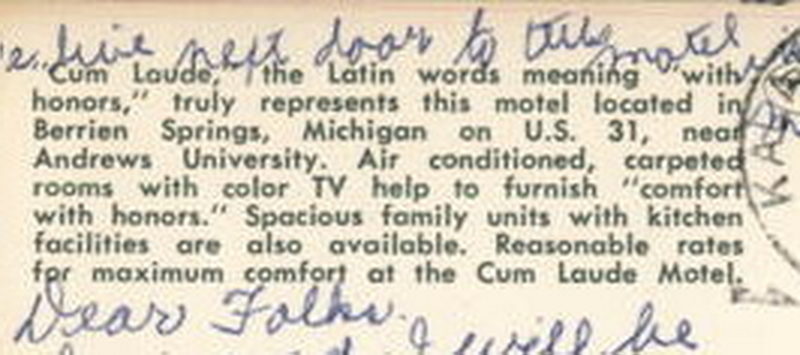 live next door to this motel
"Cum Laude," the Latin words meaning "with
honors," truly represents this motel located in
Berrien Springs, Michigan on U.S. 31, near
Andrews University. Air conditioned, carpeted
rooms with color TV help to furnish "comfort
with honors." Spacious family units with kitchen
facilities are also available. Reasonable rates
for maximum comfort at the Cum Laude Motel.
Dear Folks.
I will be